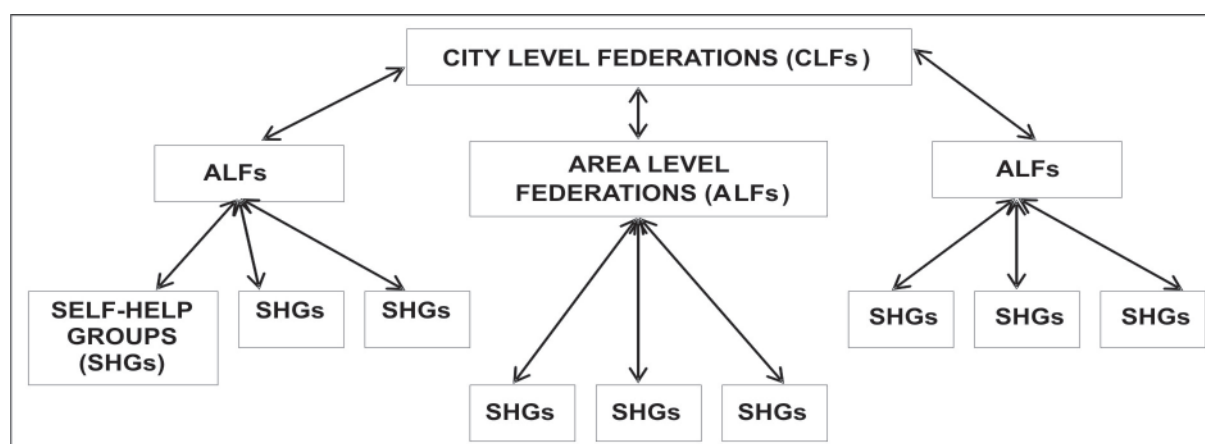 CITY LEVEL FEDERATIONS (CLFs)
ALFs
AREA LEVEL
FEDERATIONS (ALFs)
ALFs
SELF-HELP
GROUPS
(SHGs)
SHGs
SHGs
SHGs
SHGs
SHGs
SHGs
SHGs
SHGs